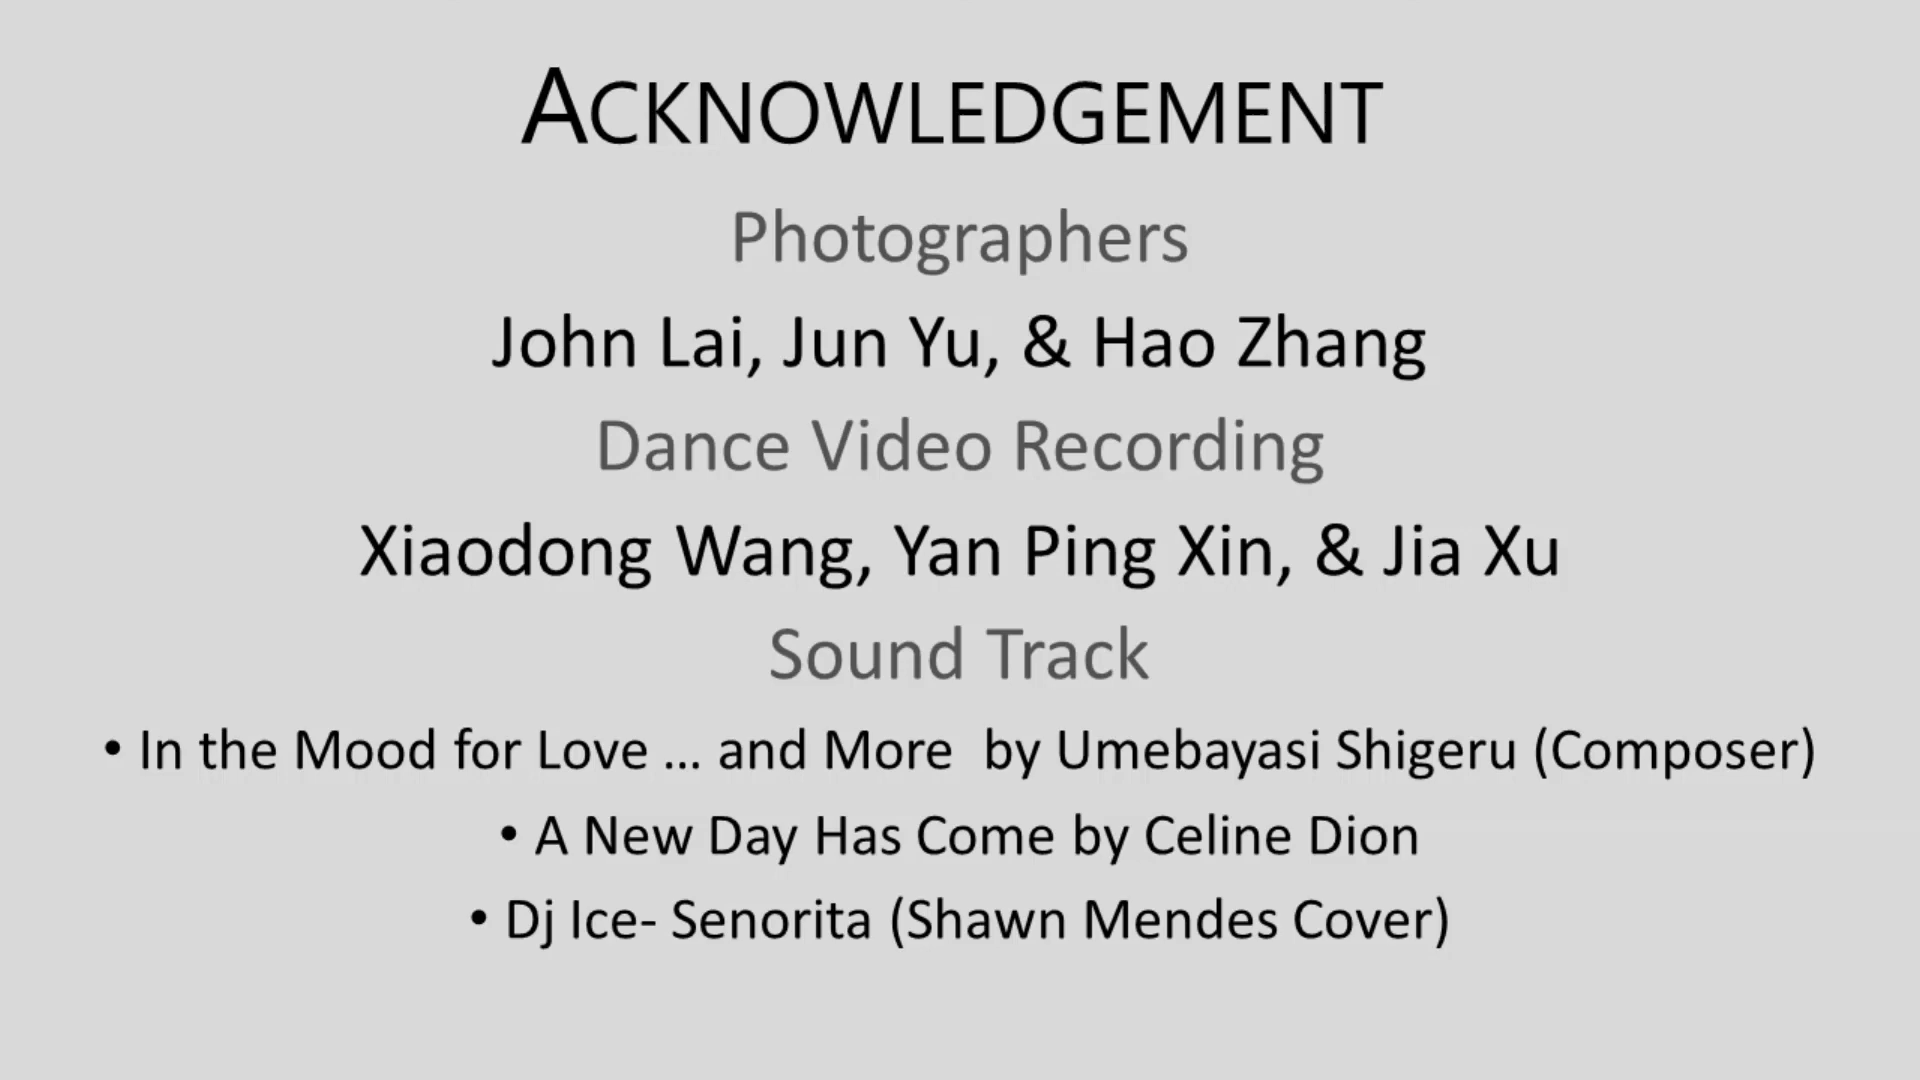 ACKNOWLEDGEMENT
Photographers
John Lai, Jun Yu, & Hao Zhang
Dance Video Recording
Xiaodong Wang, Yan Ping Xin, & Jia Xu
Sound Track
• In the Mood for Love ... and More  by Umebayasi Shigeru (Composer)
• A New Day Has Come by Celine Dion
• Dj Ice- Senorita (Shawn Mendes Cover)